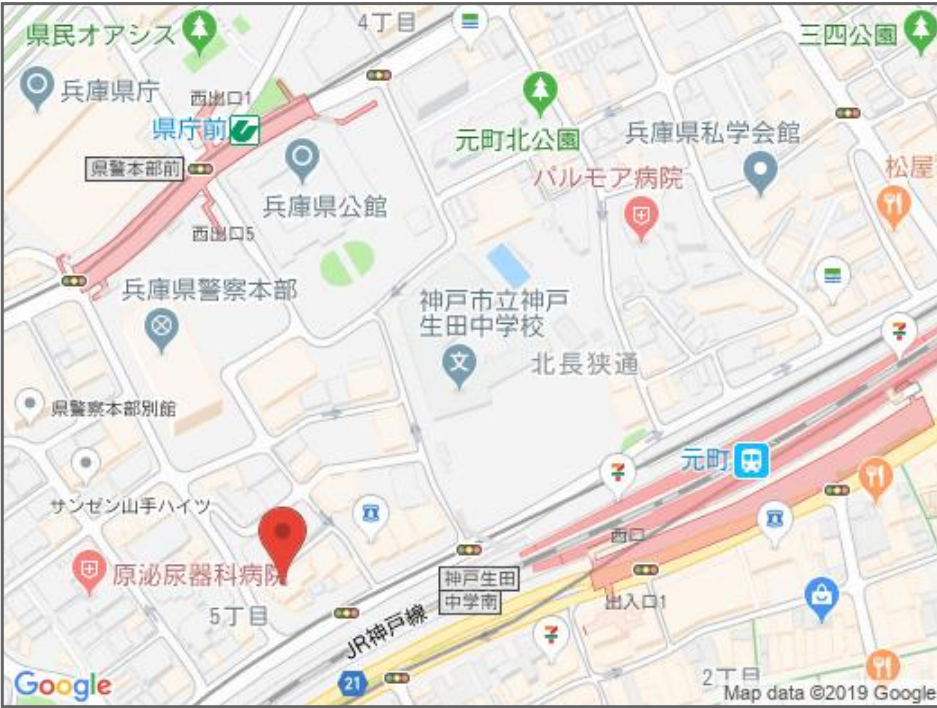 4丁目
県民オアシス
三四公園
兵庫県庁
西出口1
県庁前
元町北公園
兵庫県私学会館
県警本部前
パルモア病院
松屋
兵庫県公館
西出口5
兵庫県警察本部
神戸市立神戸
生田中学校
北長狭通
県警察本部別館
元町
サンゼン山手ハイツ
西口
原泌尿器科病院
神戸生田
中学南
出入口1
5丁目
JR神戸線
21
2丁目
Google
Map data ©2019 Google